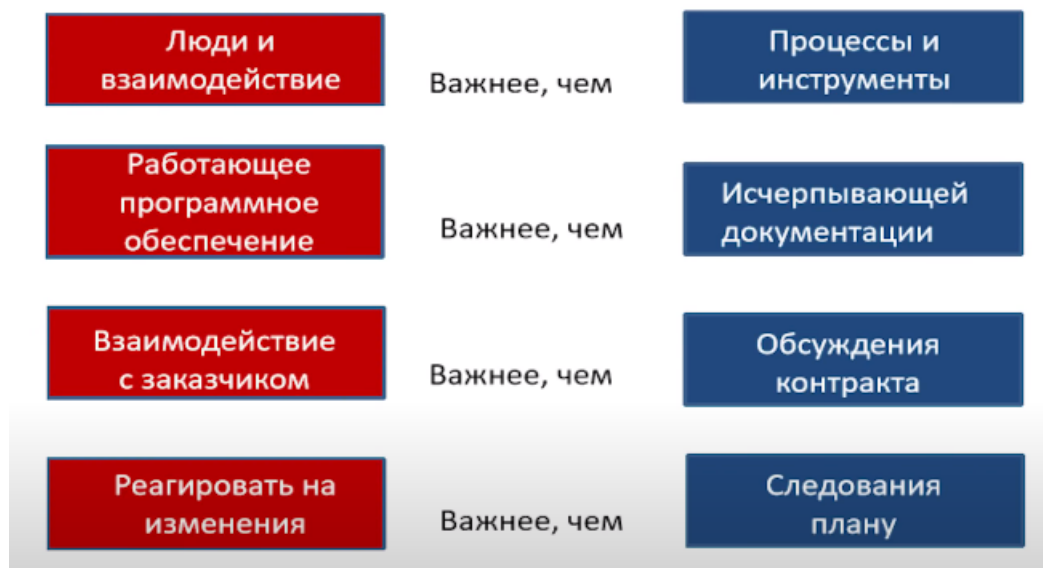 Люди и
взаимодействие
Важнее, чем
Процессы и
инструменты
Работающее
программное
обеспечение
Важнее, чем
Исчерпывающей
документации
Взаимодействие
с заказчиком
Важнее, чем
Обсуждения
контракта
Реагировать на
изменения
Важнее, чем
Следования
плану